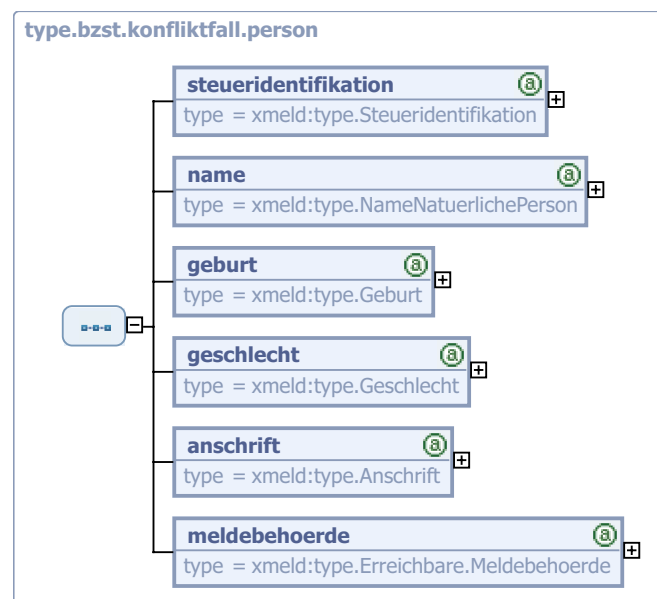 type.bzst.konfliktfall.person
steueridentifikation
type = xmeld:type.Steueridentifikation
name
type = xmeld:type.NameNatuerlichePerson
geburt
type = xmeld:type.Geburt
geschlecht
type = xmeld:type.Geschlecht
anschrift
type = xmeld:type.Anschrift
meldebehoerde
type = xmeld:type.Erreichbare.Meldebehoerde